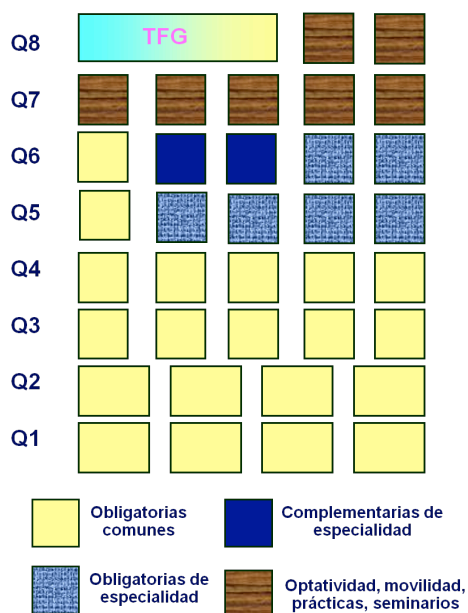 Q8
TFG
Q7
Q6
Q5
Q4
Q3
Q2
Q1
Obligatorias
comunes
Complementarias de
especialidad
Obligatorias de
especialidad
Optatividad, movilidad,
prácticas, seminarios